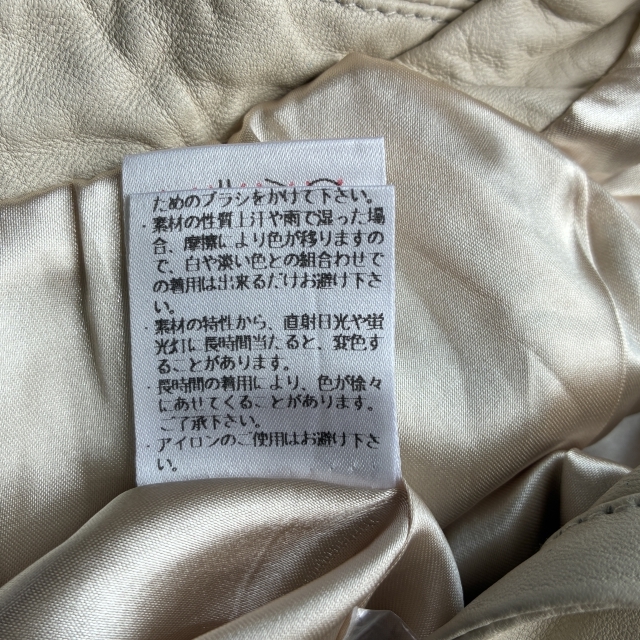 ためのブラシをかけて下さい。
・素材の性質上汗や雨で湿った場
合、摩擦により色が移りますの
で、白や淡い色との組合わせで
の着用は出来るだけお避け下さ
い。
・素材の特性から、直射日光や蛍
光灯に長時間当たると、変色す
ることがあります。
・長時間の着用により、色が徐々
にあせてくることがあります。
ご了承下さい。
・アイロンのご使用はお避け下さ
い。